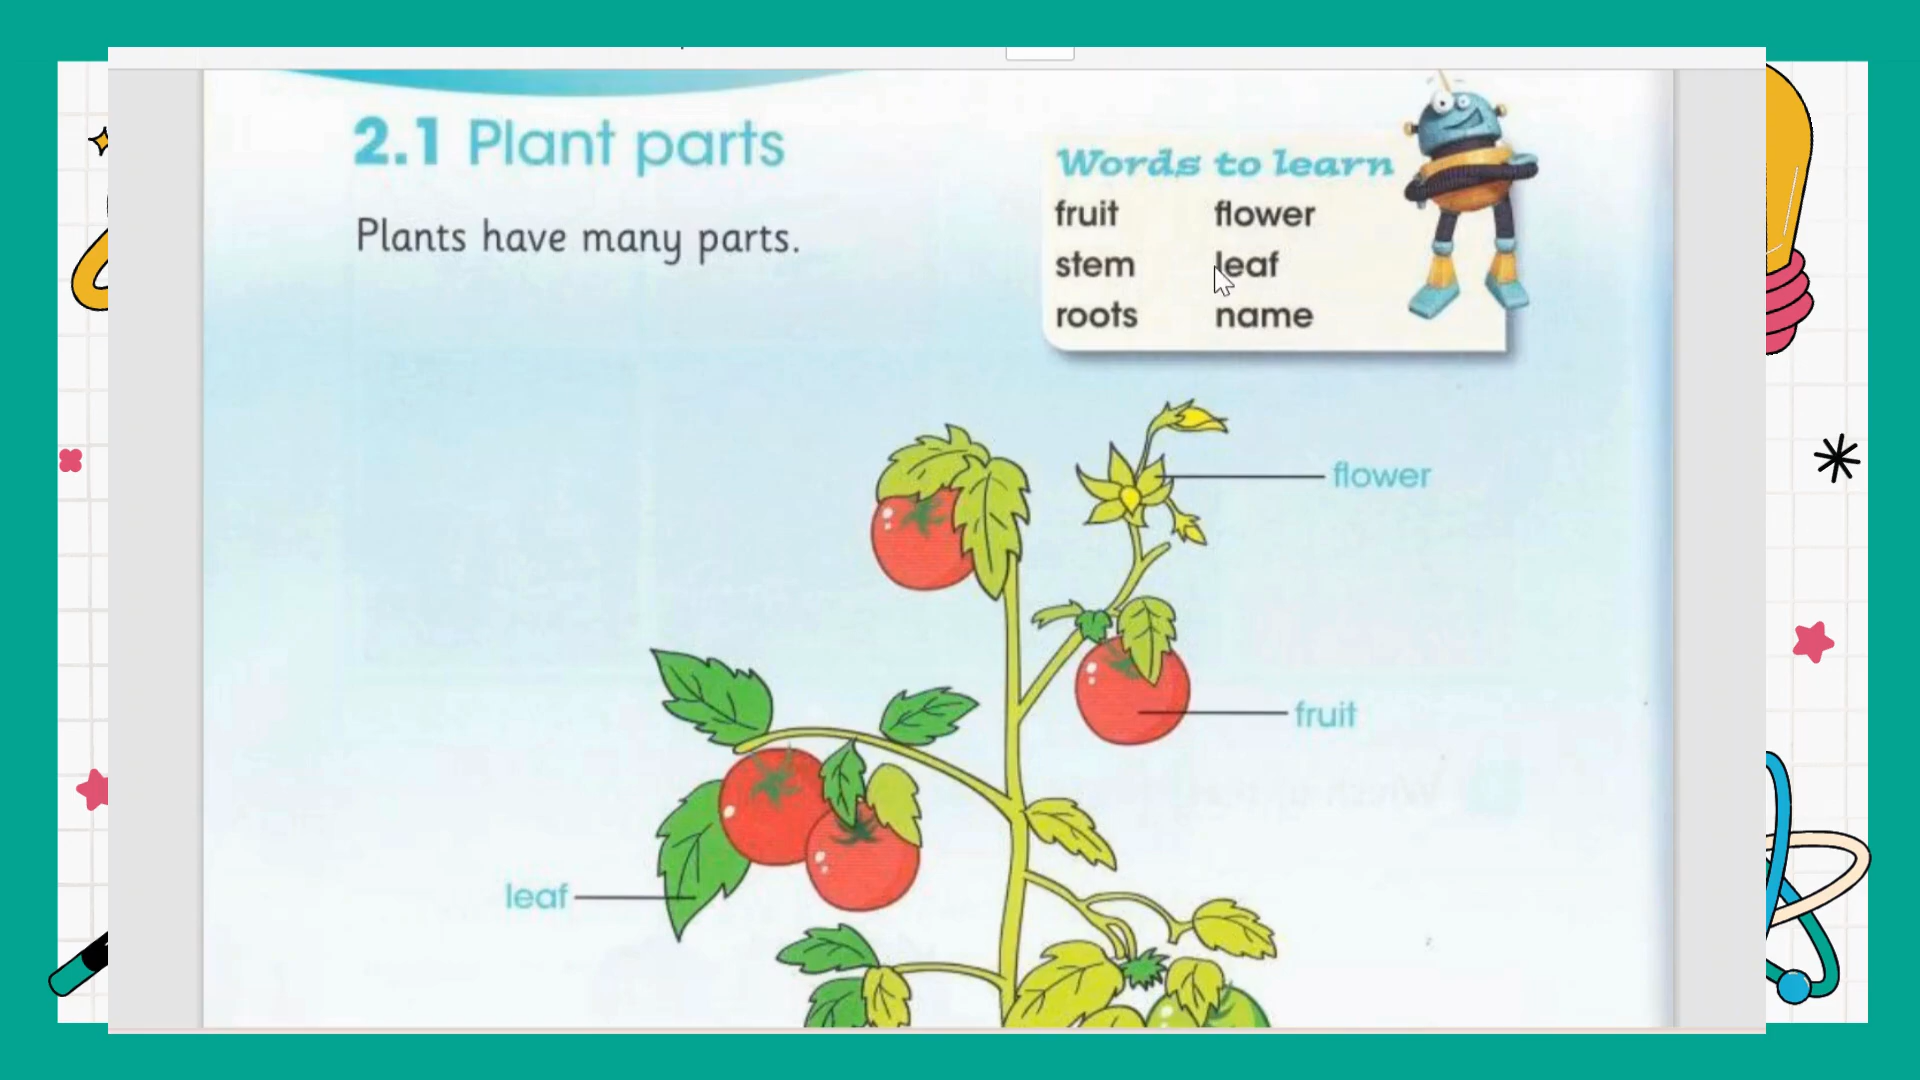 2.1 Plant parts
Plants have many parts.
Words to learn
fruit flower
stem leaf
roots name
flower
fruit
leaf